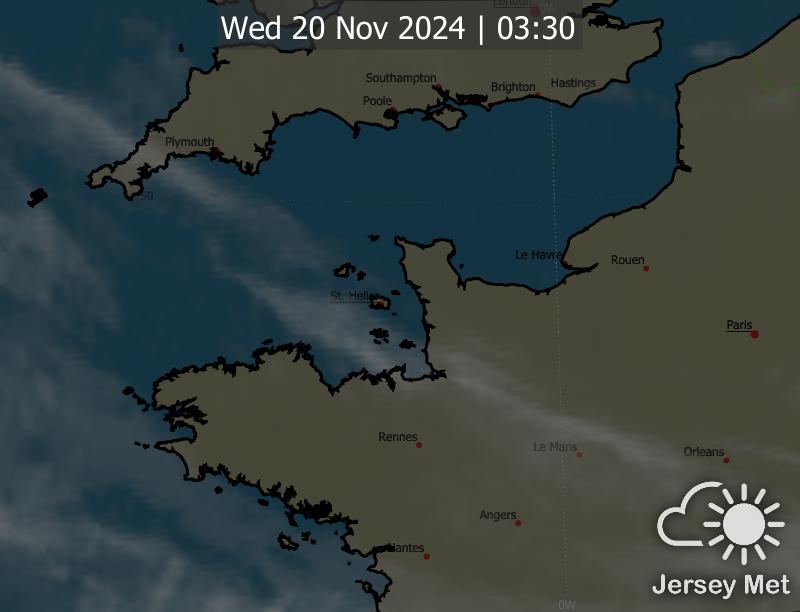 London
0W
Wed 20 Nov 2024 | 03:30
Southampton
Brighton
Hastings
Poole
Plymouth
50
Le Havre
Rouen
St. Helier
Paris
Rennes
Le Mans
Orleans
Angers
Nantes
Jersey Met
0W